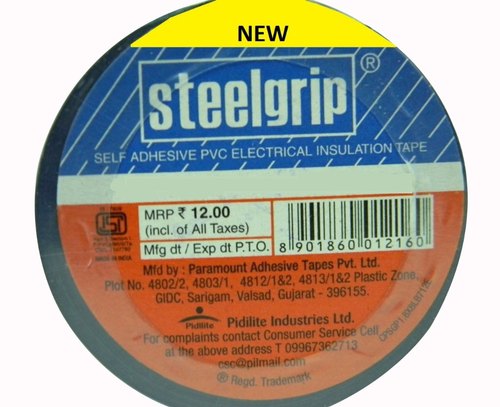 NEW
steelgrip®
SELF ADHESIVE PVC ELECTRICAL INSULATION TAPE
MRP ₹ 12.00
(incl. of All Taxes)
Mfg dt / Exp dt P.T.O.
8 901860 012160
MADE IN INDIA
Mfd by : Paramount Adhesive Tapes Pvt. Ltd.
Plot No. 4802/2, 4803/1, 4812/1&2, 4813/1&2 Plastic Zone,
GIDC, Sarigam, Valsad, Gujarat - 396155.
Pidilite
Pidilite Industries Ltd.
For complaints contact Consumer Service Cell
at the above address T 09967362713
csc@pilmail.com
® Regd. Trademark